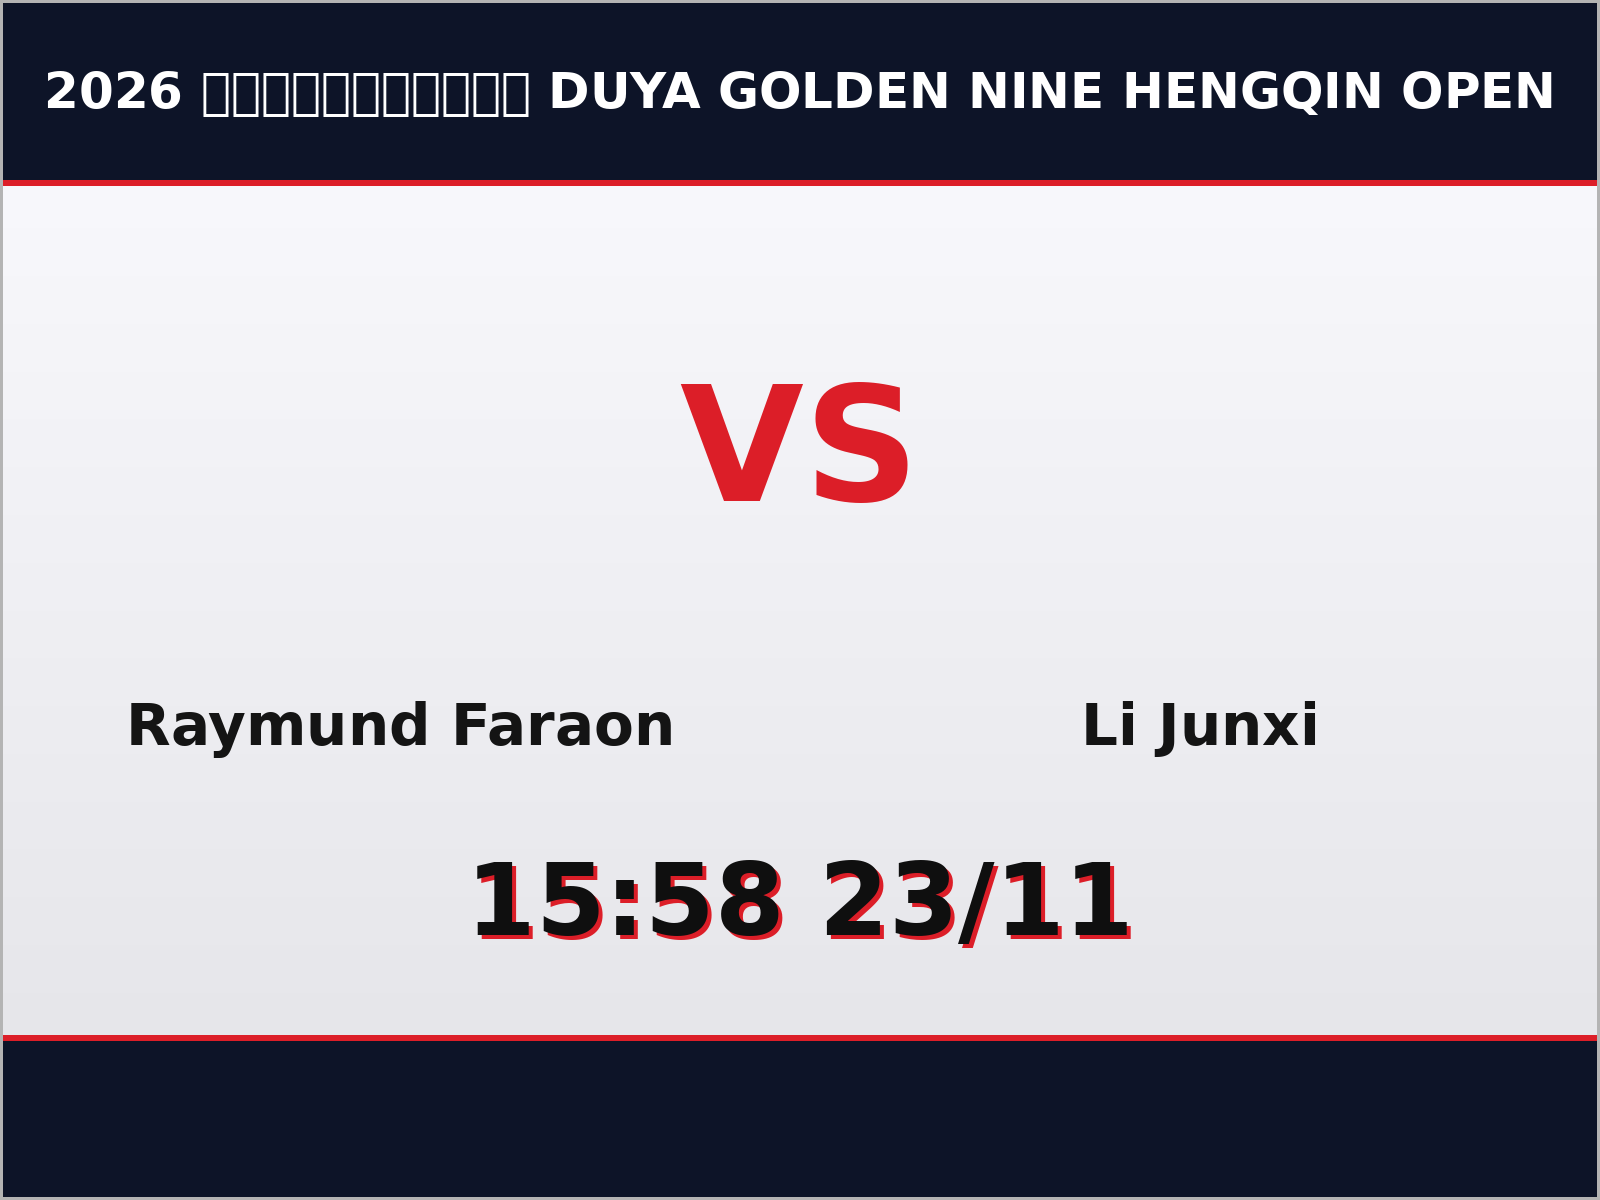 2026 DUYA GOLDEN NINE HENGQIN OPEN
VS
Raymund Faraon
Li Junxi
15:58 23/11